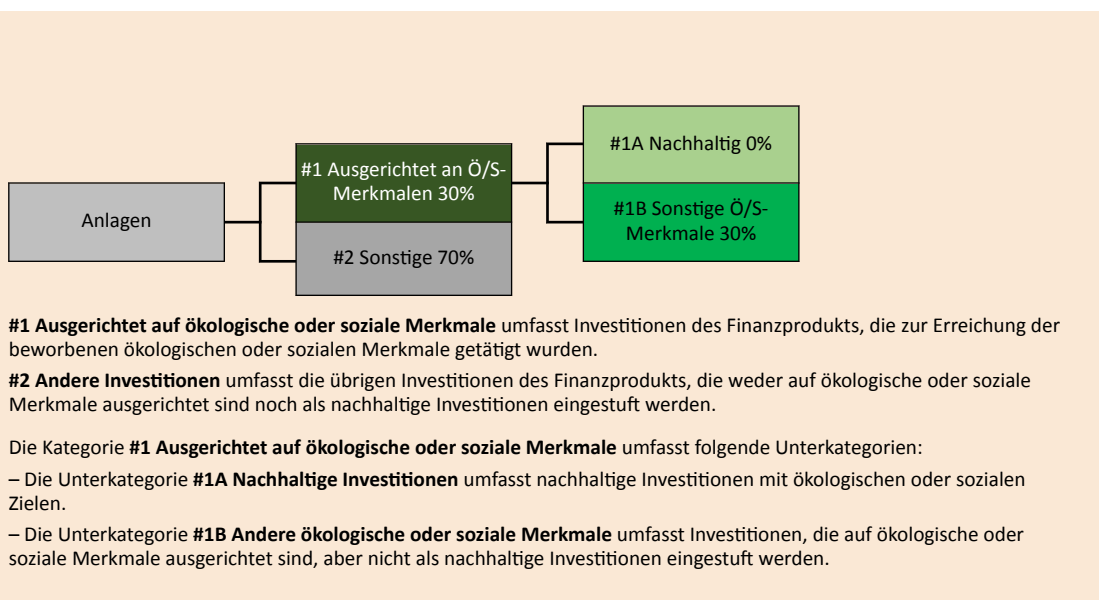 #1A Nachhaltig 0%
#1 Ausgerichtet an Ö/S-
Merkmalen 30%
Anlagen
#1B Sonstige Ö/S-
Merkmale 30%
#2 Sonstige 70%
#1 Ausgerichtet auf ökologische oder soziale Merkmale umfasst Investitionen des Finanzprodukts, die zur Erreichung der
beworbenen ökologischen oder sozialen Merkmale getätigt wurden.
#2 Andere Investitionen umfasst die übrigen Investitionen des Finanzprodukts, die weder auf ökologische oder soziale
Merkmale ausgerichtet sind noch als nachhaltige Investitionen eingestuft werden.
Die Kategorie #1 Ausgerichtet auf ökologische oder soziale Merkmale umfasst folgende Unterkategorien:
– Die Unterkategorie #1A Nachhaltige Investitionen umfasst nachhaltige Investitionen mit ökologischen oder sozialen
Zielen.
– Die Unterkategorie #1B Andere ökologische oder soziale Merkmale umfasst Investitionen, die auf ökologische oder
soziale Merkmale ausgerichtet sind, aber nicht als nachhaltige Investitionen eingestuft werden.